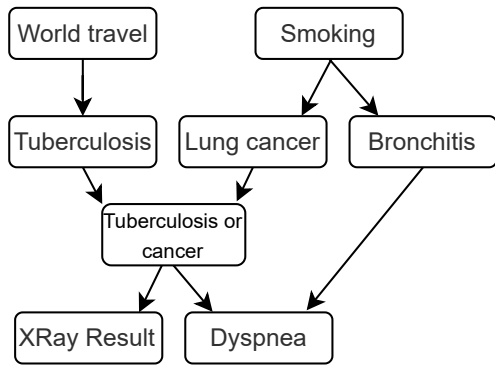 World travel
Smoking
Tuberculosis
Lung cancer
Bronchitis
Tuberculosis or
cancer
XRay Result
Dyspnea